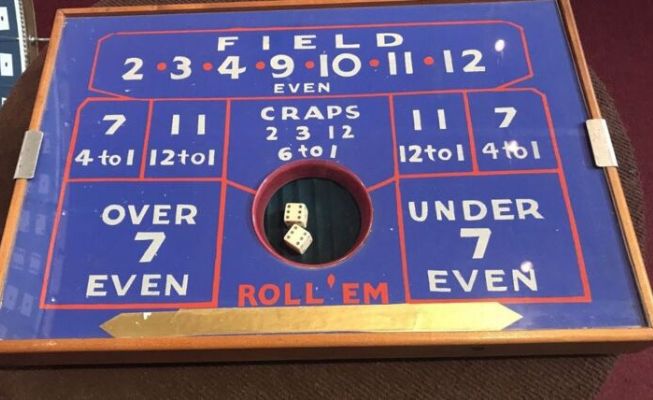 FIELD
2 • 3 • 4 • 9 • 10 • 11 • 12
EVEN
7
4 to 1
11
12 to 1
CRAPS
2 3 12
6 to 1
11
12 to 1
7
4 to 1
OVER
7
EVEN
UNDER
7
EVEN
ROLL 'EM